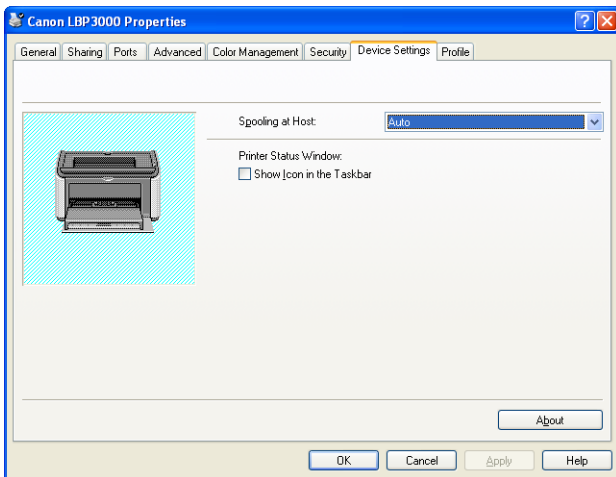 Canon LBP3000 Properties
General Sharing Ports Advanced Color Management Security Device Settings Profile
Spooling at Host: Auto
Printer Status Window:
Show Icon in the Taskbar
About
OK Cancel Apply Help